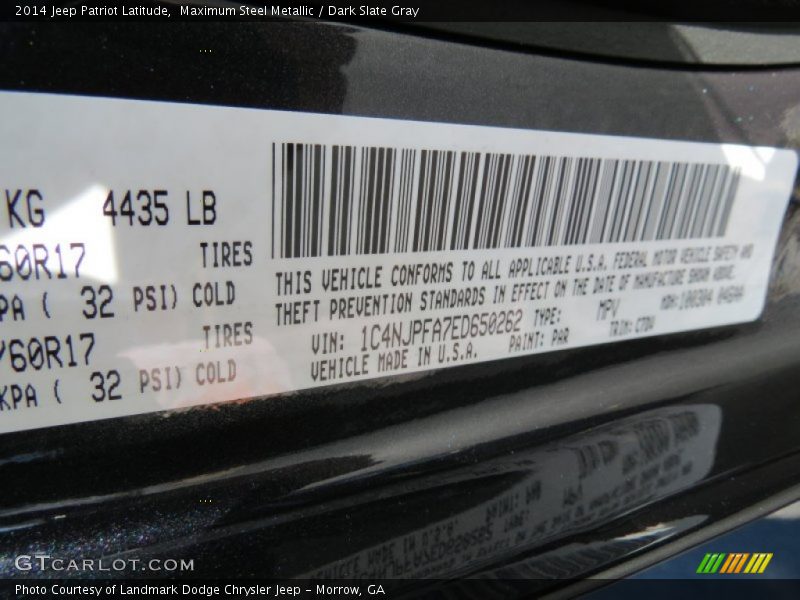 2014 Jeep Patriot Latitude,  Maximum Steel Metallic / Dark Slate Gray
KG 4435 LB
60R17 TIRES
PA ( 32 PSI) COLD
/60R17 TIRES
KPA ( 32 PSI) COLD
THIS VEHICLE CONFORMS TO ALL APPLICABLE U.S.A. FEDERAL MOTOR VEHICLE SAFETY AND
THEFT PREVENTION STANDARDS IN EFFECT ON THE DATE OF MANUFACTURE SHOWN ABOVE.
VIN: 1C4NJPFA7ED650262 TYPE: MPV
VEHICLE MADE IN U.S.A. PAINT: PAR TRIM:
GTCARLOT.COM
Photo Courtesy of Landmark Dodge Chrysler Jeep - Morrow, GA